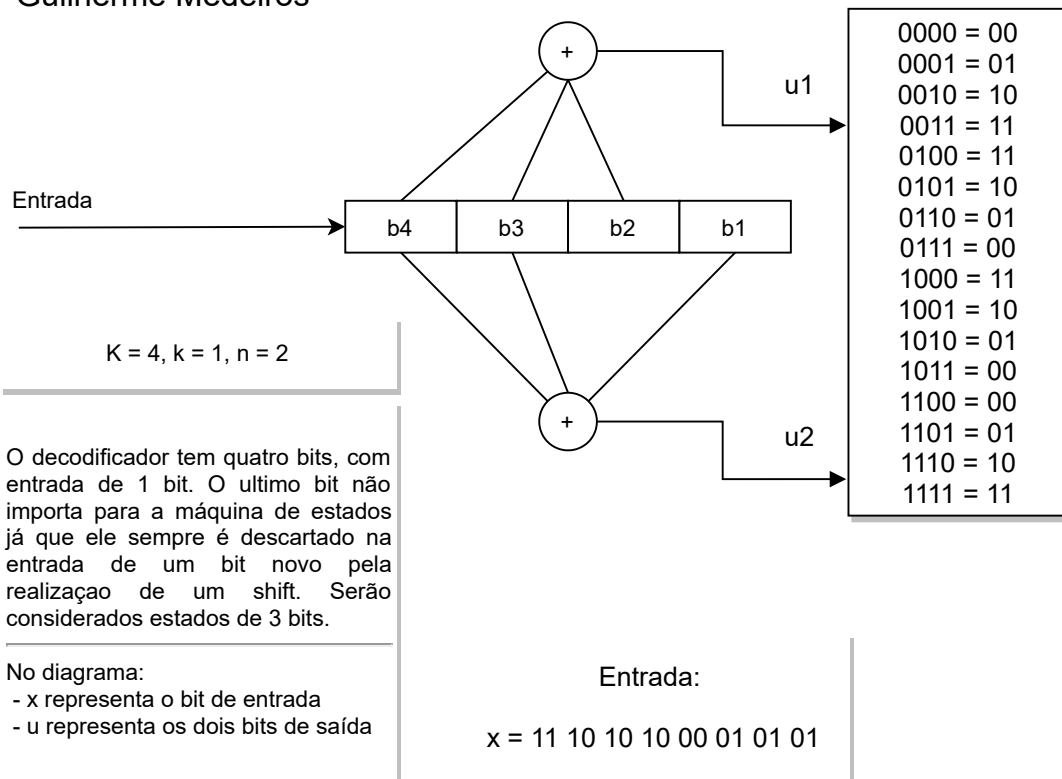 Guilherme Medeiros
+
u1
0000 = 00
0001 = 01
0010 = 10
0011 = 11
0100 = 11
0101 = 10
0110 = 01
0111 = 00
1000 = 11
1001 = 10
1010 = 01
1011 = 00
1100 = 00
1101 = 01
1110 = 10
1111 = 11
Entrada
b4 b3 b2 b1
K = 4, k = 1, n = 2
+
u2
O decodificador tem quatro bits, com
entrada de 1 bit. O ultimo bit não
importa para a máquina de estados
já que ele sempre é descartado na
entrada de um bit novo pela
realizaçao de um shift. Serão
considerados estados de 3 bits.
No diagrama:
- x representa o bit de entrada
- u representa os dois bits de saída
Entrada:
x = 11 10 10 10 00 01 01 01